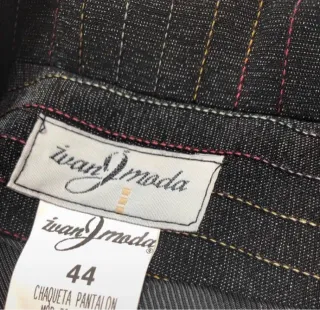 ivan J moda
ivan J moda®
44
CHAQUETA PANTALON